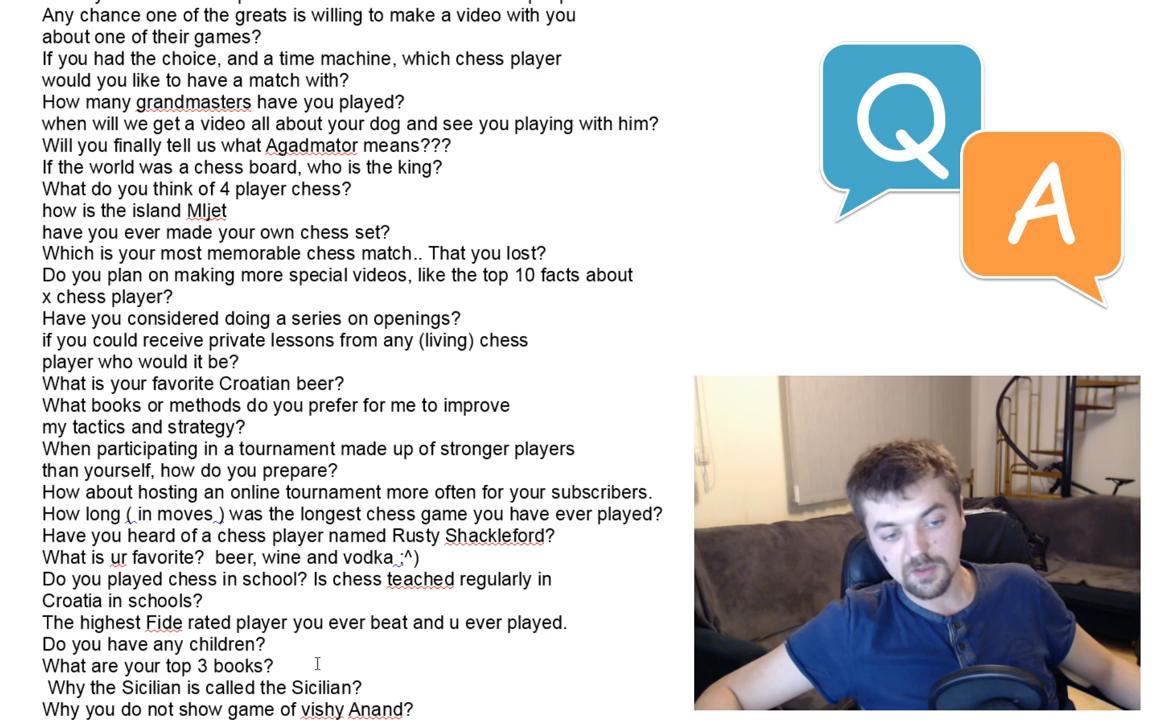 Any chance one of the greats is willing to make a video with you
about one of their games?
If you had the choice, and a time machine, which chess player
would you like to have a match with?
How many grandmasters have you played?
when will we get a video all about your dog and see you playing with him?
Will you finally tell us what Agadmator means???
If the world was a chess board, who is the king?
What do you think of 4 player chess?
how is the island Mljet
have you ever made your own chess set?
Which is your most memorable chess match.. That you lost?
Do you plan on making more special videos, like the top 10 facts about
x chess player?
Have you considered doing a series on openings?
if you could receive private lessons from any (living) chess
player who would it be?
What is your favorite Croatian beer?
What books or methods do you prefer for me to improve
my tactics and strategy?
When participating in a tournament made up of stronger players
than yourself, how do you prepare?
How about hosting an online tournament more often for your subscribers.
How long ( in moves ) was the longest chess game you have ever played?
Have you heard of a chess player named Rusty Shackleford?
What is ur favorite?  beer, wine and vodka ;^)
Do you played chess in school? Is chess teached regularly in
Croatia in schools?
The highest Fide rated player you ever beat and u ever played.
Do you have any children?
What are your top 3 books?
Why the Sicilian is called the Sicilian?
Why you do not show game of vishy Anand?
Q
A